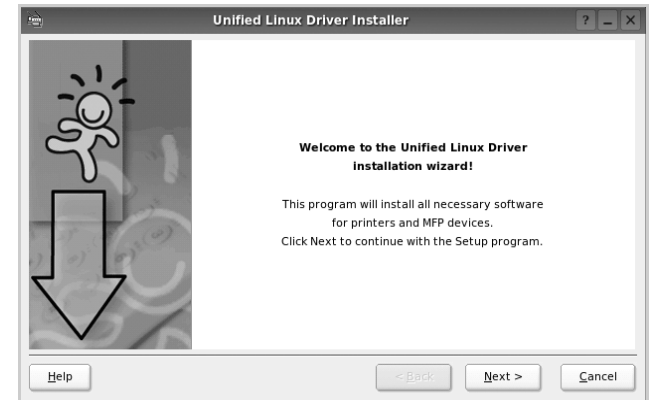 Unified Linux Driver Installer
?
Welcome to the Unified Linux Driver
installation wizard!
This program will install all necessary software
for printers and MFP devices.
Click Next to continue with the Setup program.
Help
< Back
Next >
Cancel